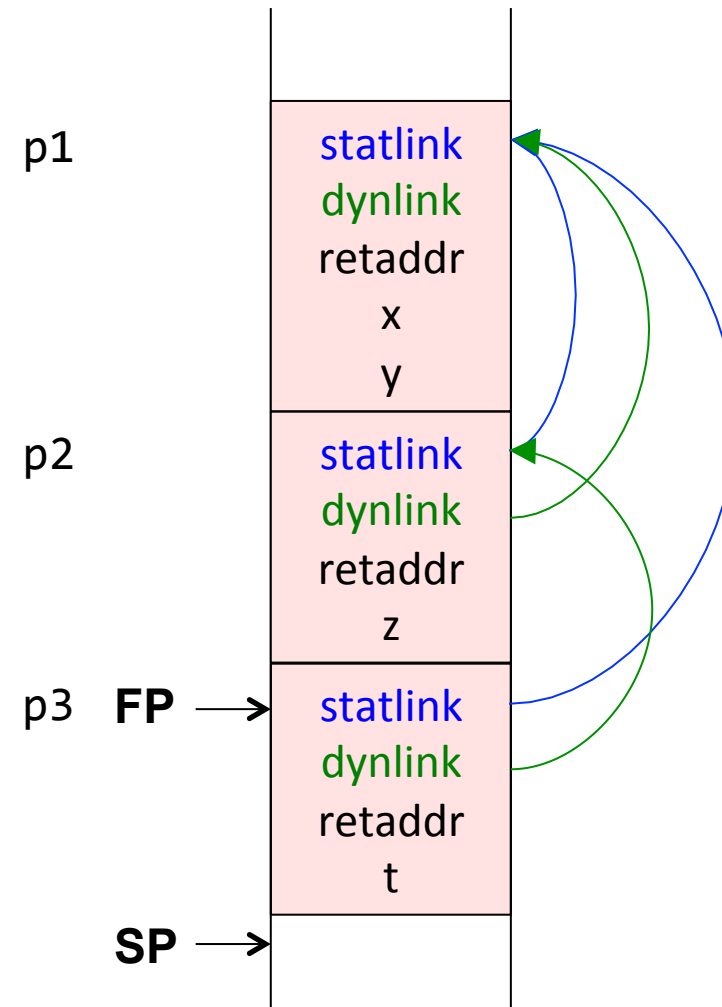 p1
statlink
dynlink
retaddr
x
y
p2
statlink
dynlink
retaddr
z
p3 FP statlink
dynlink
retaddr
t
SP